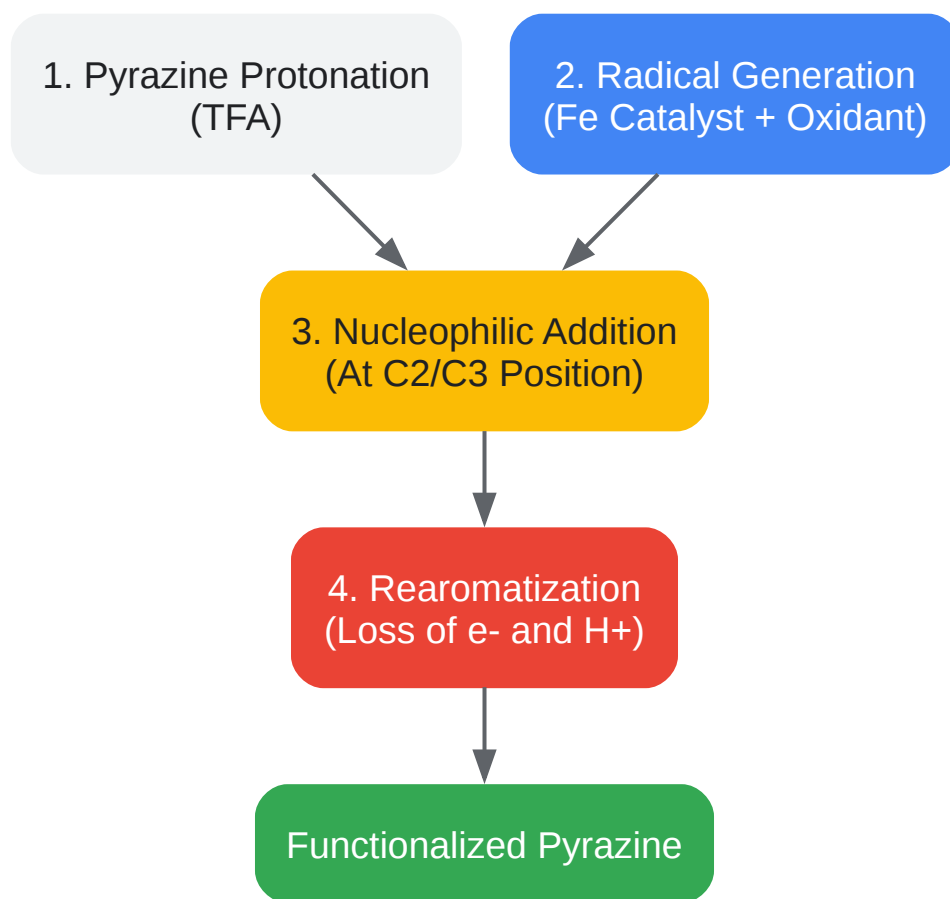 1. Pyrazine Protonation
(TFA)
2. Radical Generation
(Fe Catalyst + Oxidant)
3. Nucleophilic Addition
(At C2/C3 Position)
4. Rearomatization
(Loss of e- and H+)
Functionalized Pyrazine